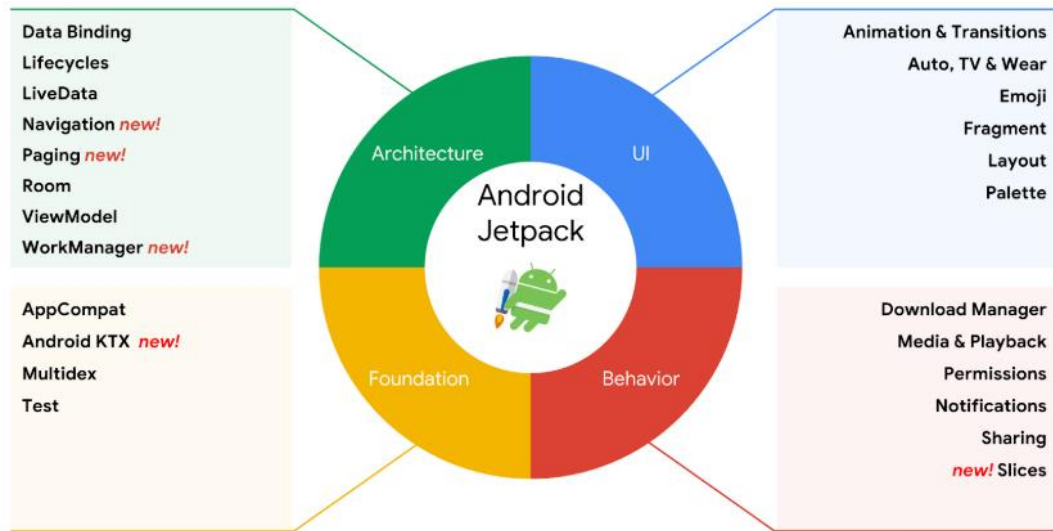 Data Binding
Lifecycles
LiveData
Navigation new!
Paging new!
Room
ViewModel
WorkManager new!
AppCompat
Android KTX new!
Multidex
Test
Architecture
UI
Android
Jetpack
Foundation
Behavior
Animation & Transitions
Auto, TV & Wear
Emoji
Fragment
Layout
Palette
Download Manager
Media & Playback
Permissions
Notifications
Sharing
new! Slices